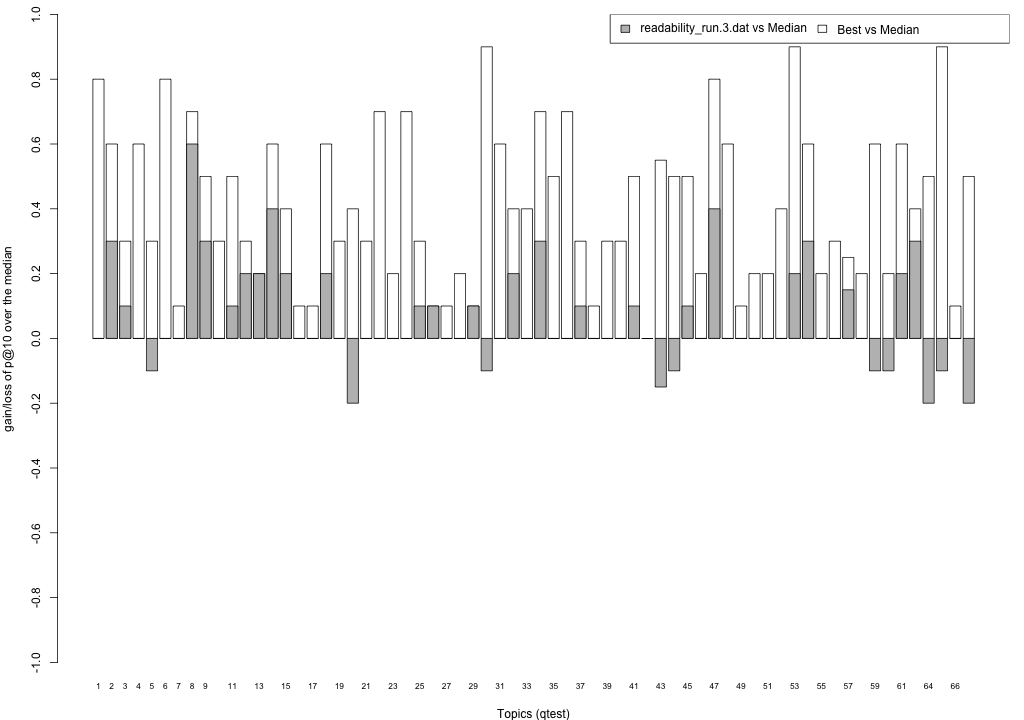 readability_run.3.dat vs Median Best vs Median
1.0
0.8
0.6
0.4
0.2
0.0
-0.2
-0.4
-0.6
-0.8
-1.0
gain/loss of p@10 over the median
1 2 3 4 5 6 7 8 9 11 13 15 17 19 21 23 25 27 29 31 33 35 37 39 41 43 45 47 49 51 53 55 57 59 61 64 66
Topics (qtest)